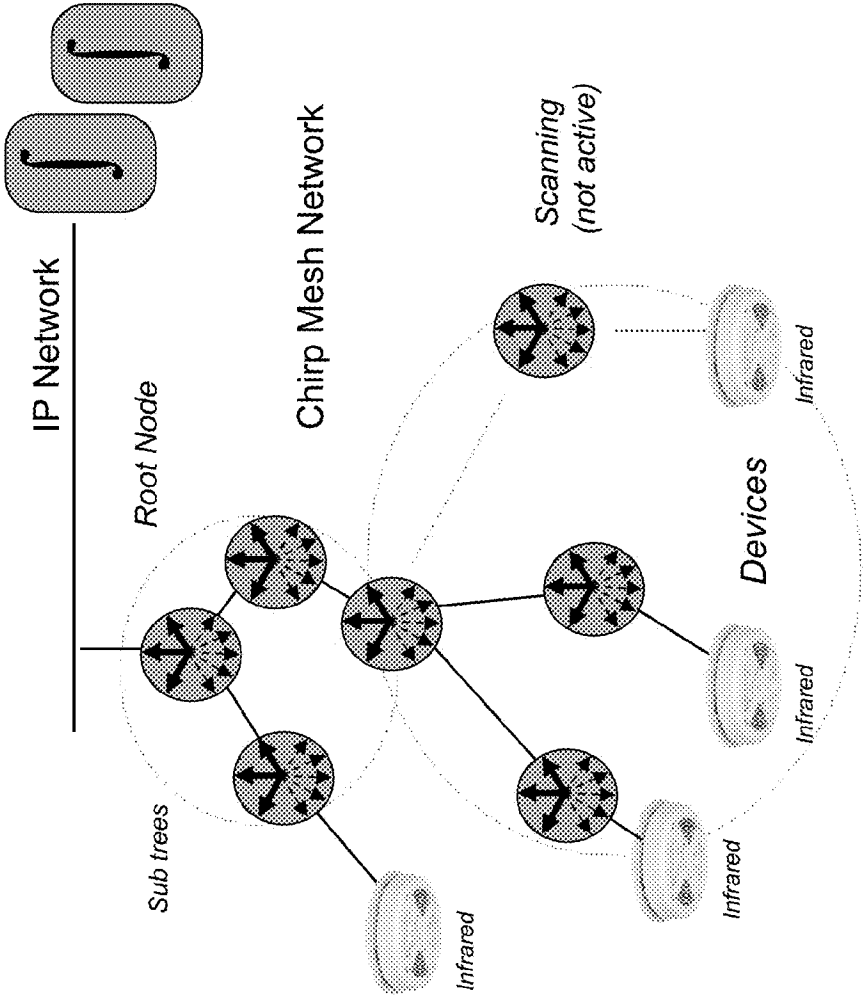 IP Network
Root Node
Sub trees
Chirp Mesh Network
Scanning
(not active)
Devices
Infrared
Infrared
Infrared
Infrared